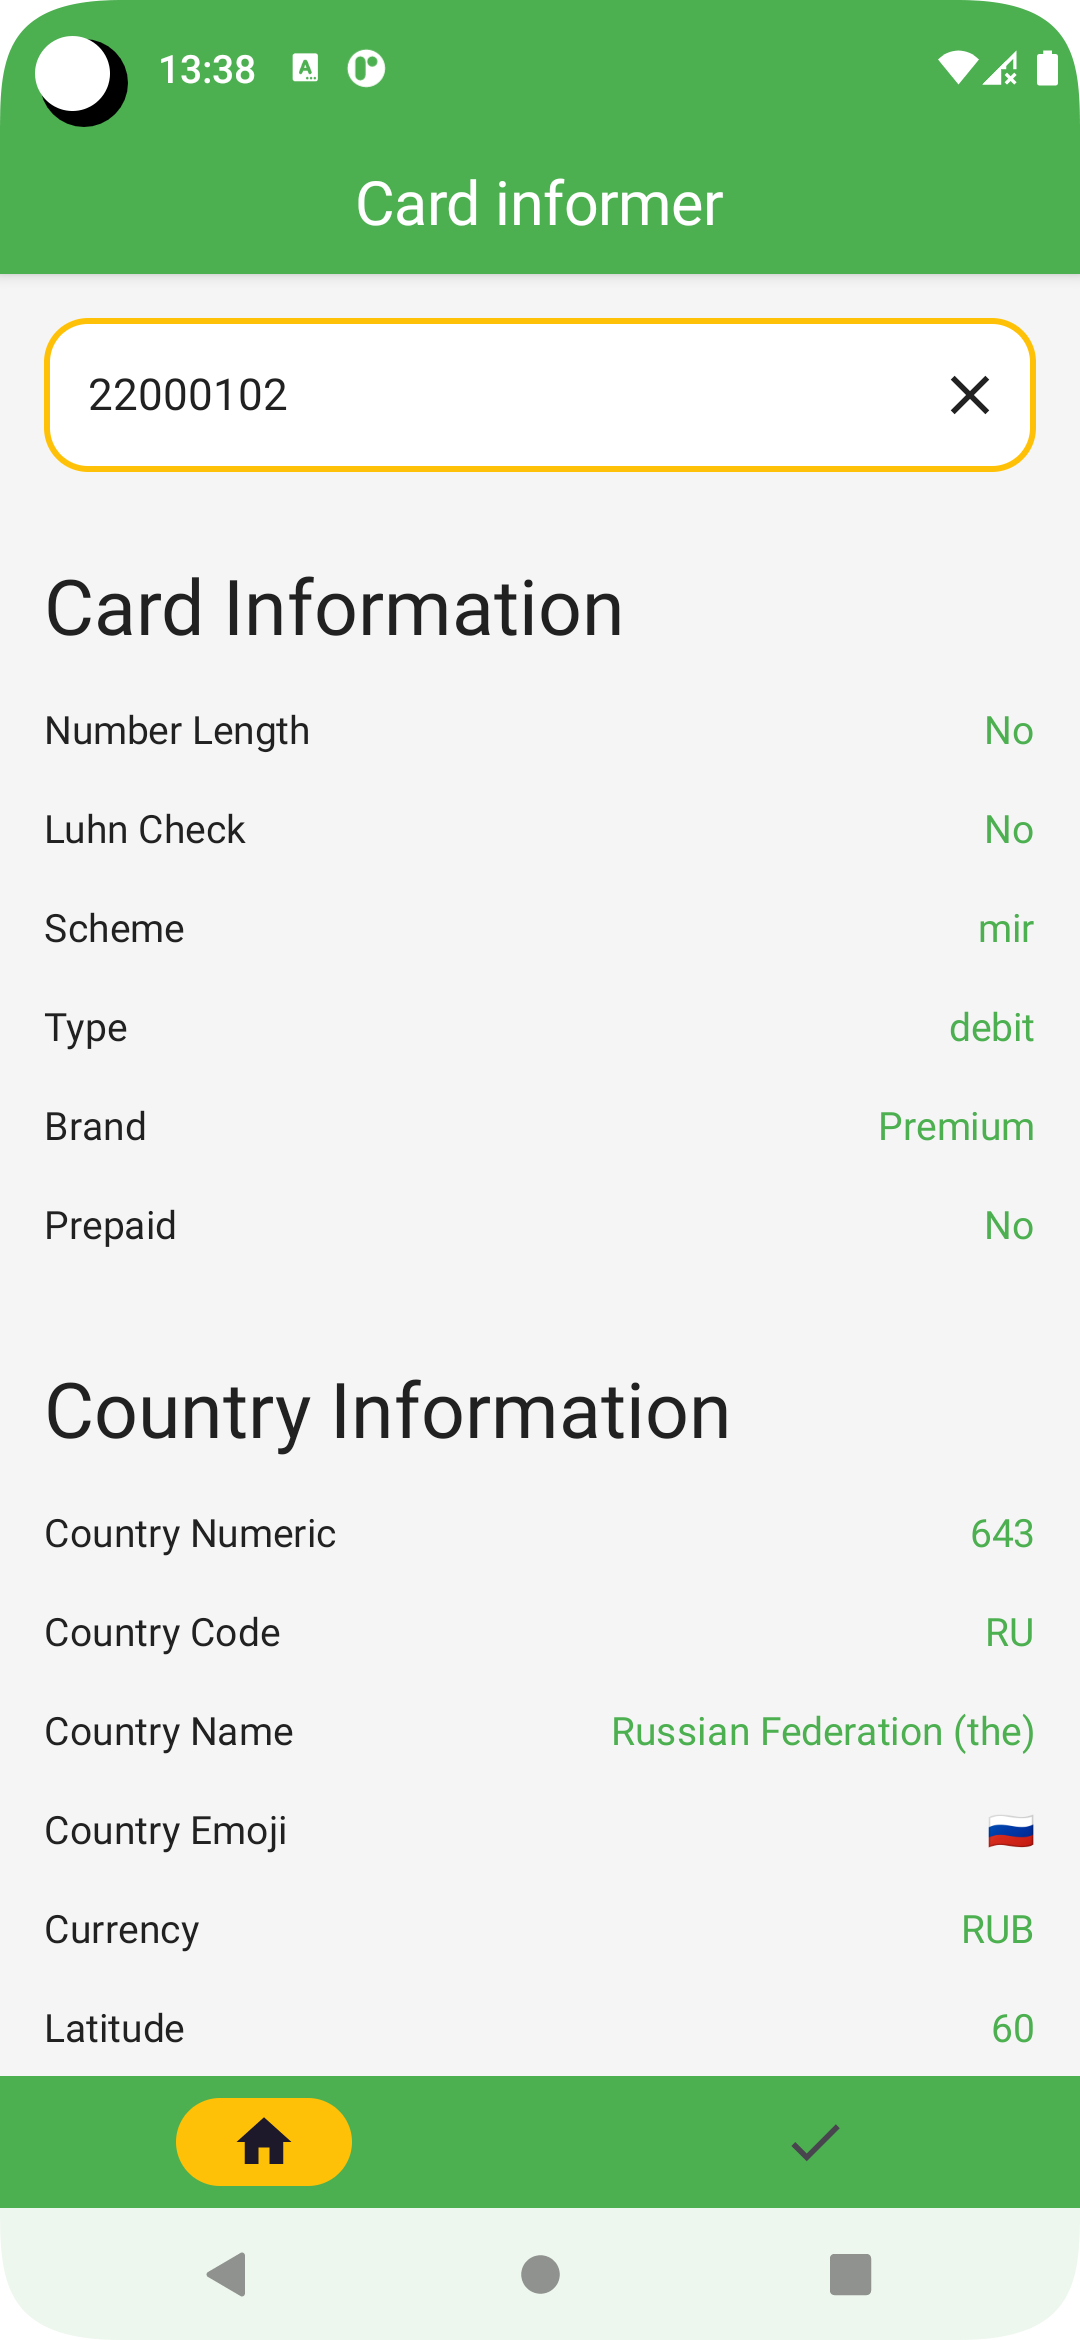 13:38
Card informer
22000102
Card Information
Number Length No
Luhn Check No
Scheme mir
Type debit
Brand Premium
Prepaid No
Country Information
Country Numeric 643
Country Code RU
Country Name Russian Federation (the)
Country Emoji 🇷🇺
Currency RUB
Latitude 60